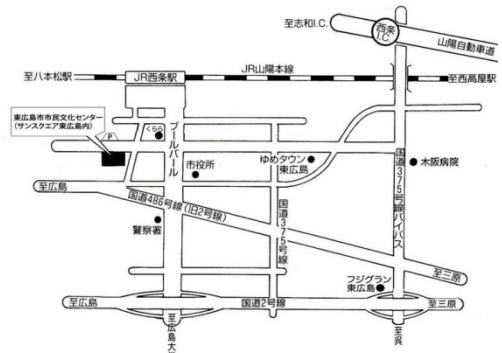 至志和I.C.
西条
I.C.
山陽自動車道
JR山陽本線
至八本松駅
JR西条駅
至西高屋駅
東広島市市民文化センター
(サンスクエア東広島内)
P
くらら
ブールバール
市役所
ゆめタウン
東広島
国道375号線バイパス
木阪病院
至広島
国道486号線(旧2号線)
国道375号線
警察署
フジグラン
東広島
至三原
至広島
国道2号線
至三原
至広島大学
至呉